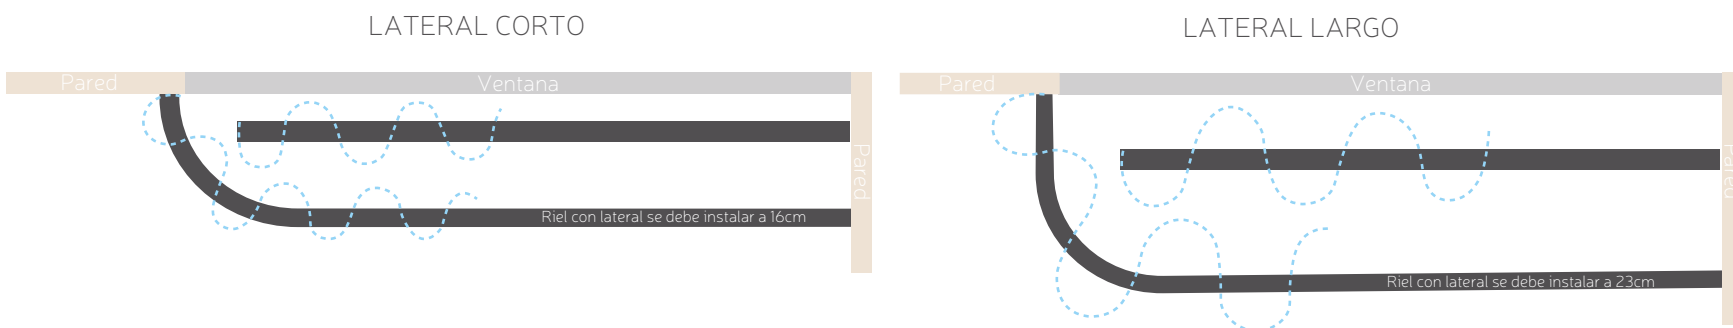 LATERAL CORTO
Pared
Ventana
Pared
Riel con lateral se debe instalar a 16cm
LATERAL LARGO
Pared
Ventana
Pared
Riel con lateral se debe instalar a 23cm